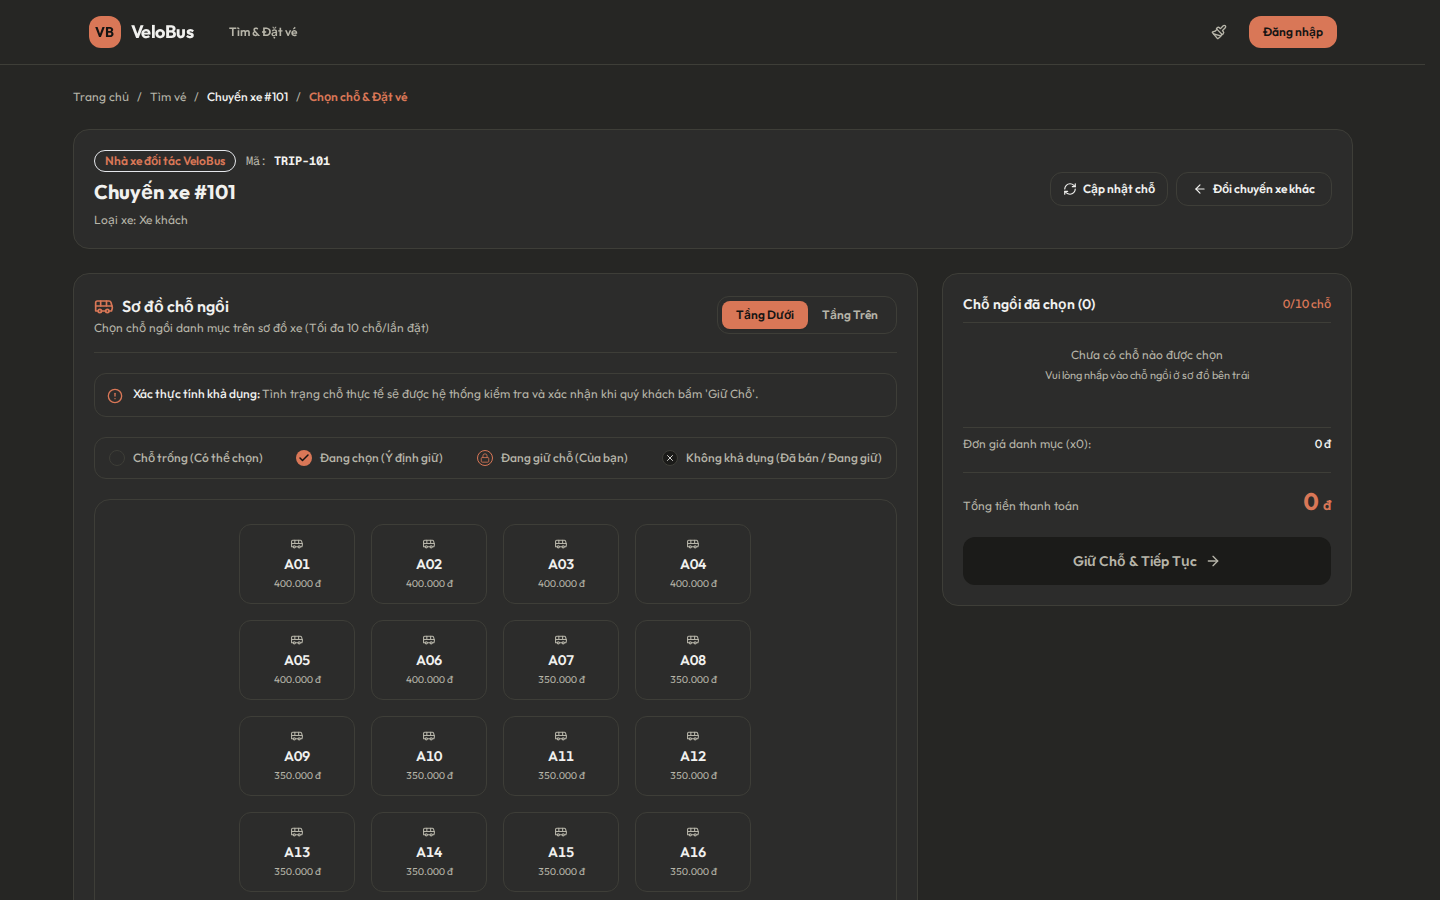 VB VeloBus Tìm & Đặt vé Đăng nhập
Trang chủ / Tìm vé / Chuyến xe #101 / Chọn chỗ & Đặt vé
Nhà xe đối tác VeloBus Mã: TRIP-101
Chuyến xe #101
Loại xe: Xe khách
Cập nhật chỗ
Đổi chuyến xe khác
Sơ đồ chỗ ngồi
Chọn chỗ ngồi danh mục trên sơ đồ xe (Tối đa 10 chỗ/lần đặt)
Tầng Dưới Tầng Trên
Xác thực tính khả dụng: Tình trạng chỗ thực tế sẽ được hệ thống kiểm tra và xác nhận khi quý khách bấm 'Giữ Chỗ'.
Chỗ trống (Có thể chọn) Đang chọn (Ý định giữ) Đang giữ chỗ (Của bạn) Không khả dụng (Đã bán / Đang giữ)
A01 A02 A03 A04
400.000 đ 400.000 đ 400.000 đ 400.000 đ
A05 A06 A07 A08
400.000 đ 400.000 đ 350.000 đ 350.000 đ
A09 A10 A11 A12
350.000 đ 350.000 đ 350.000 đ 350.000 đ
A13 A14 A15 A16
350.000 đ 350.000 đ 350.000 đ 350.000 đ
Chỗ ngồi đã chọn (0) 0/10 chỗ
Chưa có chỗ nào được chọn
Vui lòng nhấp vào chỗ ngồi ở sơ đồ bên trái
Đơn giá danh mục (x0): 0 đ
Tổng tiền thanh toán 0 đ
Giữ Chỗ & Tiếp Tục